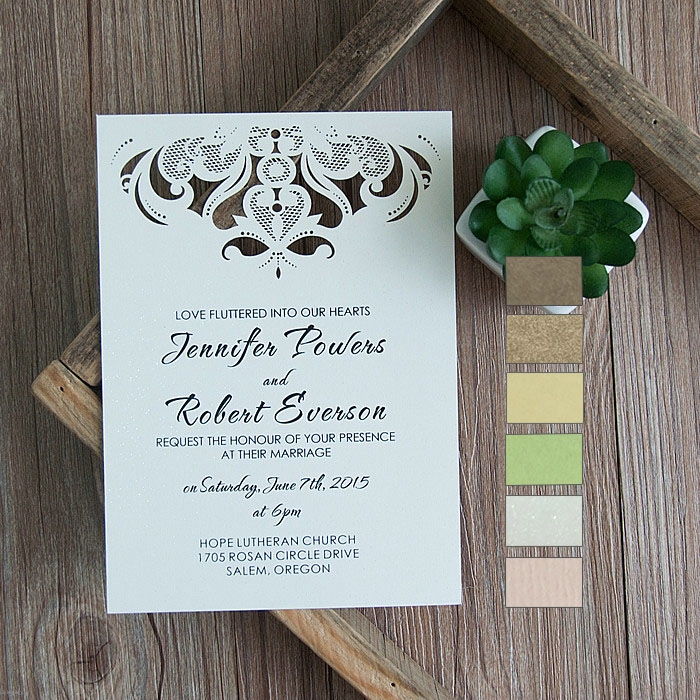 LOVE FLUTTERED INTO OUR HEARTS
Jennifer Powers
and
Robert Everson
REQUEST THE HONOUR OF YOUR PRESENCE
AT THEIR MARRIAGE
on Saturday, June 7th, 2015
at 6pm
HOPE LUTHERAN CHURCH
1705 ROSAN CIRCLE DRIVE
SALEM, OREGON